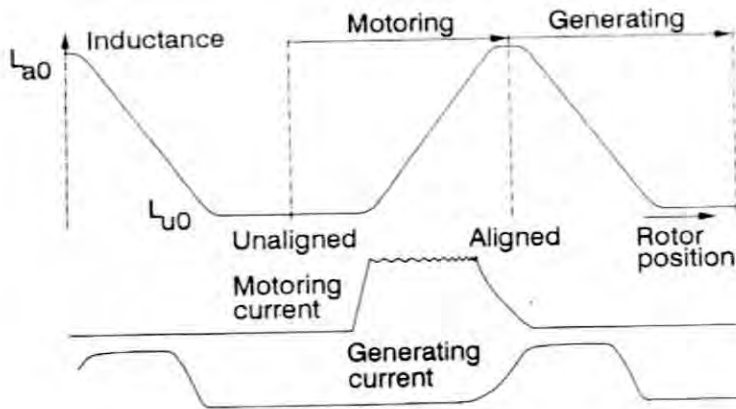 Motoring
Generating
Inductance
La0
Lu0
Unaligned
Aligned
Rotor
position
Motoring
current
Generating
current